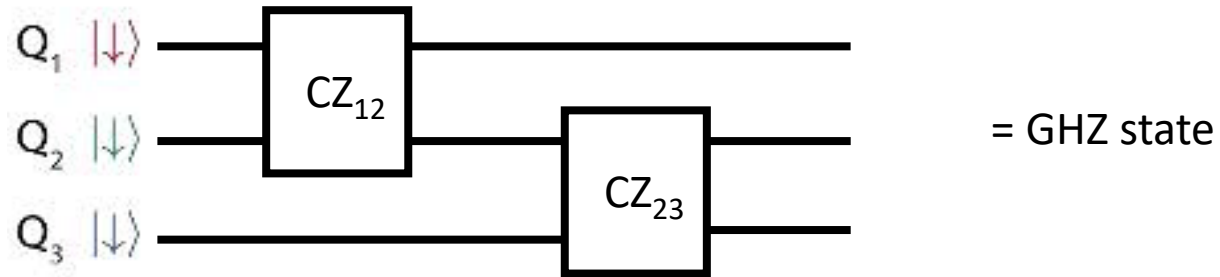 Q₁ |↓⟩
CZ₁₂
Q₂ |↓⟩
= GHZ state
CZ₂₃
Q₃ |↓⟩